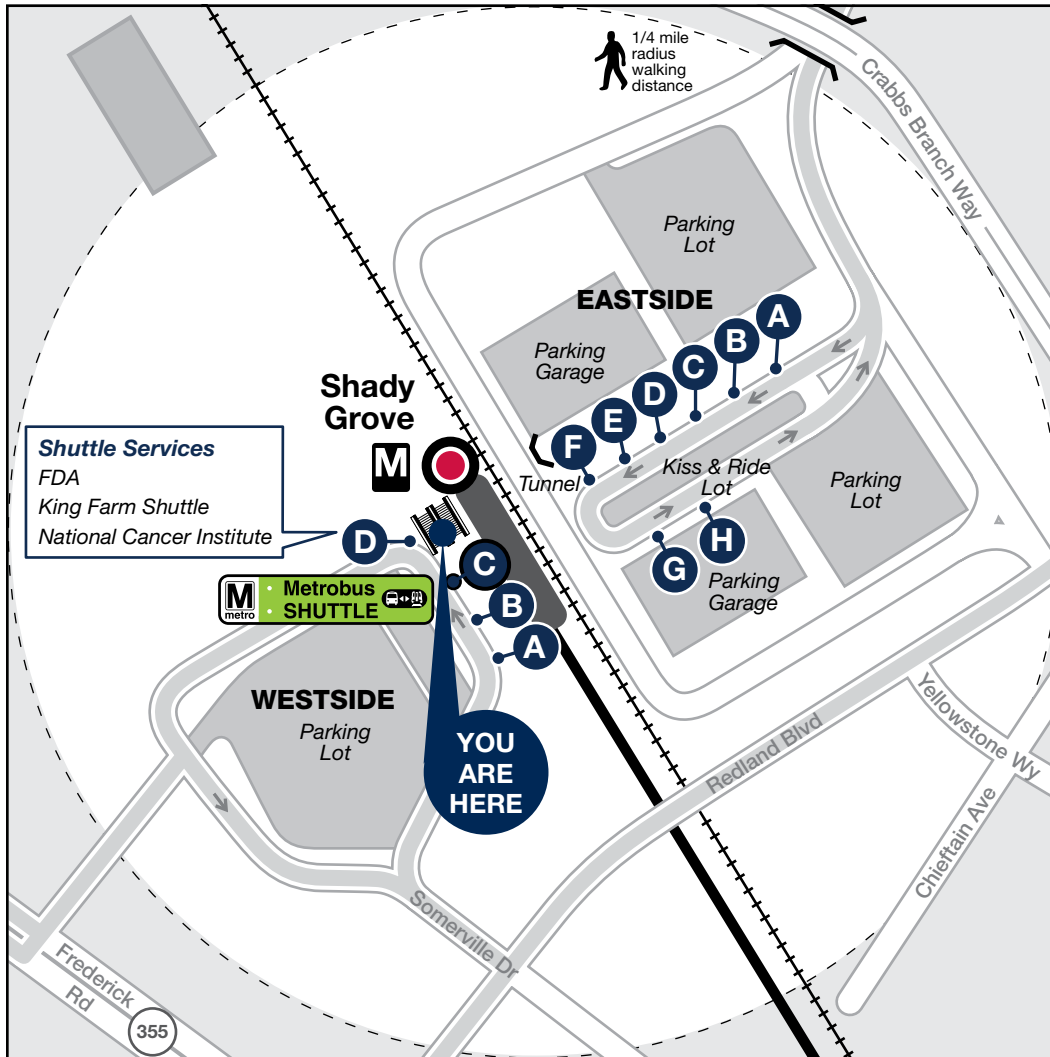 1/4 mile
radius
walking
distance
Crabbs Branch Way
Parking
Lot
EASTSIDE
A
B
C
D
E
F
Parking
Garage
Shady
Grove
M
Tunnel
Kiss & Ride
Lot
Parking
Lot
H
G
Parking
Garage
Shuttle Services
FDA
King Farm Shuttle
National Cancer Institute
D
C
B
A
M
metro
· Metrobus
· SHUTTLE
WESTSIDE
Parking
Lot
YOU
ARE
HERE
Redland Blvd
Yellowstone Wy
Chieftain Ave
Somerville Dr
Frederick
Rd
355